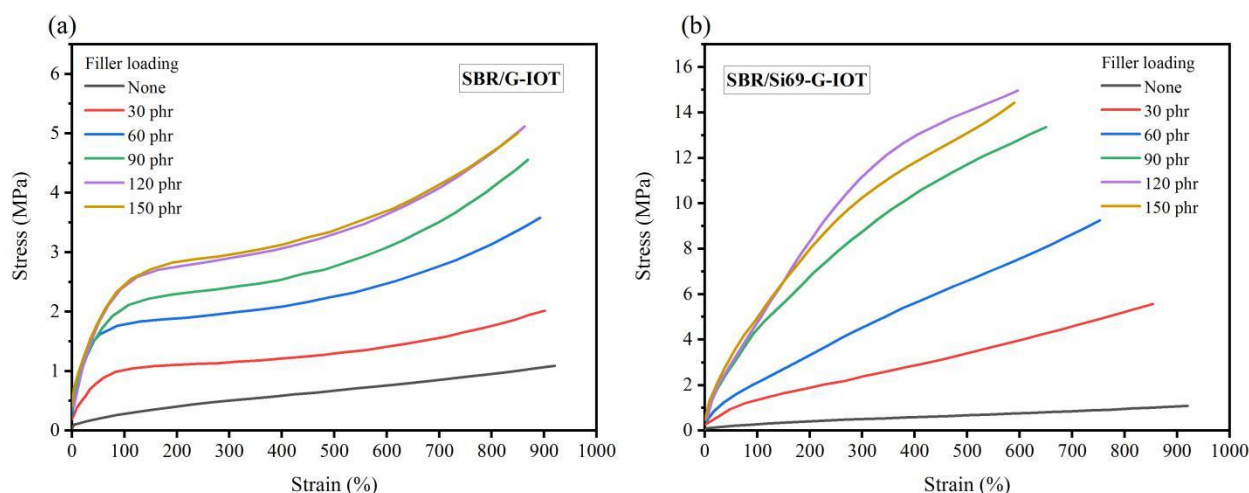 (a)
Filler loading
None
30 phr
60 phr
90 phr
120 phr
150 phr
SBR/G-IOT
6
5
4
3
2
1
0
0 100 200 300 400 500 600 700 800 900 1000
Stress (MPa)
Strain (%)
(b)
SBR/Si69-G-IOT
Filler loading
None
30 phr
60 phr
90 phr
120 phr
150 phr
16
14
12
10
8
6
4
2
0
0 100 200 300 400 500 600 700 800 900 1000
Stress (MPa)
Strain (%)